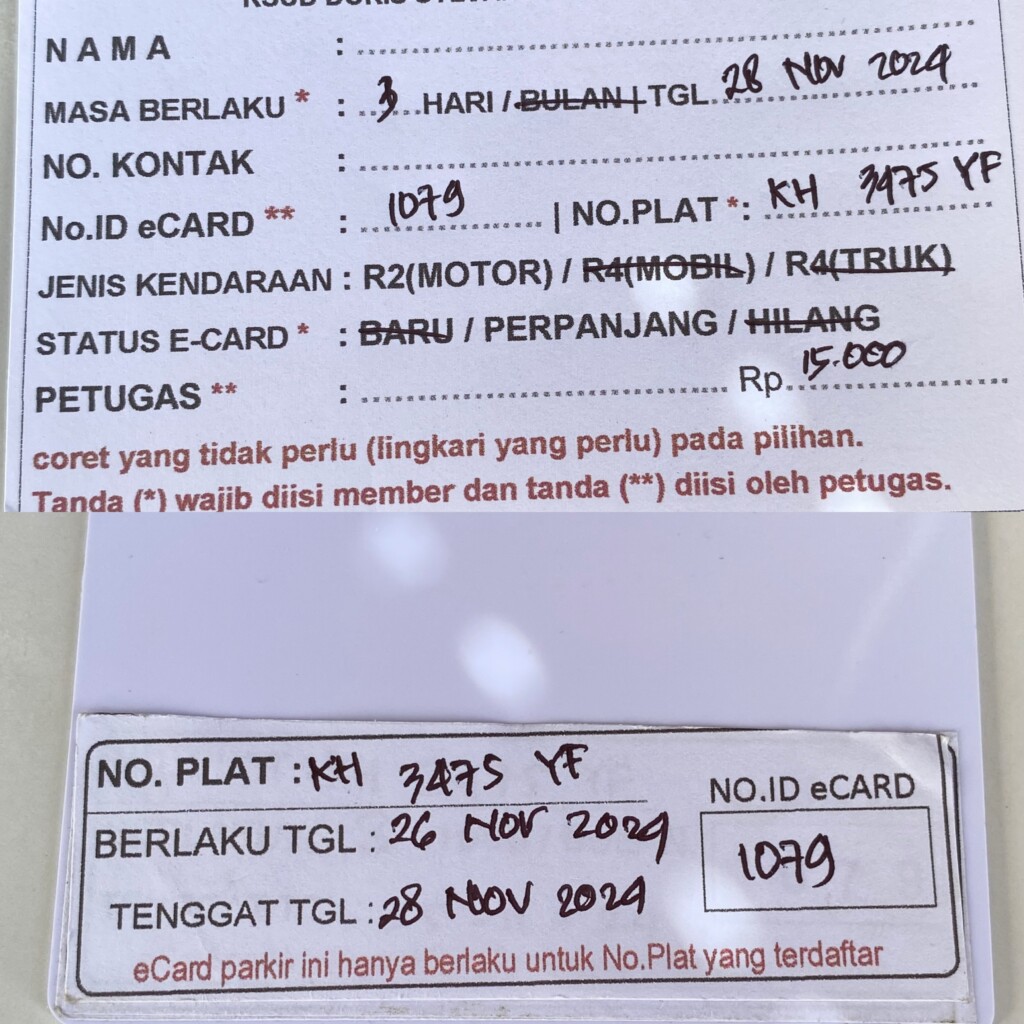 NAMA : 
MASA BERLAKU * : 3 HARI / BULAN | TGL. 28 NOV 2024
NO. KONTAK :
No.ID eCARD ** : 1079 | NO.PLAT *: KH 3475 YF
JENIS KENDARAAN : R2(MOTOR) / R4(MOBIL) / R4(TRUK)
STATUS E-CARD * : BARU / PERPANJANG / HILANG
PETUGAS ** : Rp. 15.000
coret yang tidak perlu (lingkari yang perlu) pada pilihan.
Tanda (*) wajib diisi member dan tanda (**) diisi oleh petugas.
NO. PLAT : KH 3475 YF
NO.ID eCARD
BERLAKU TGL : 26 NOV 2024
1079
TENGGAT TGL : 28 NOV 2024
eCard parkir ini hanya berlaku untuk No.Plat yang terdaftar